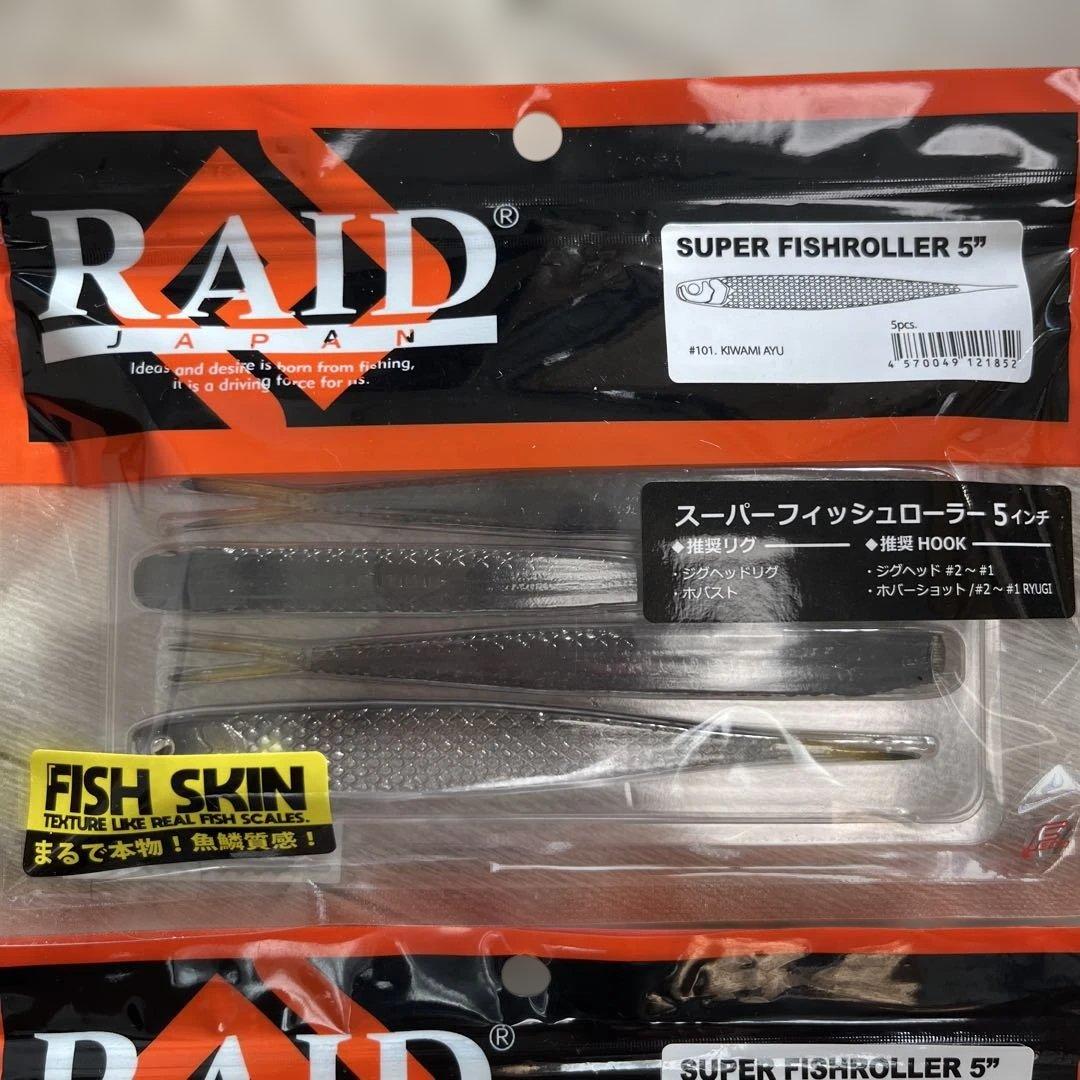 RAID®
JAPAN
Ideas and desire is born from fishing,
it is a driving force for us.
SUPER FISHROLLER 5”
5pcs.
#101. KIWAMI AYU
4 570049 121852
スーパーフィッシュローラー 5インチ
◆推奨リグ
・ジグヘッドリグ
・ホバスト
◆推奨 HOOK
・ジグヘッド #2～#1
・ホバーショット/#2～#1 RYUGI
FISH SKIN
TEXTURE LIKE REAL FISH SCALES.
まるで本物！魚鱗質感！
RAID®
SUPER FISHROLLER 5”